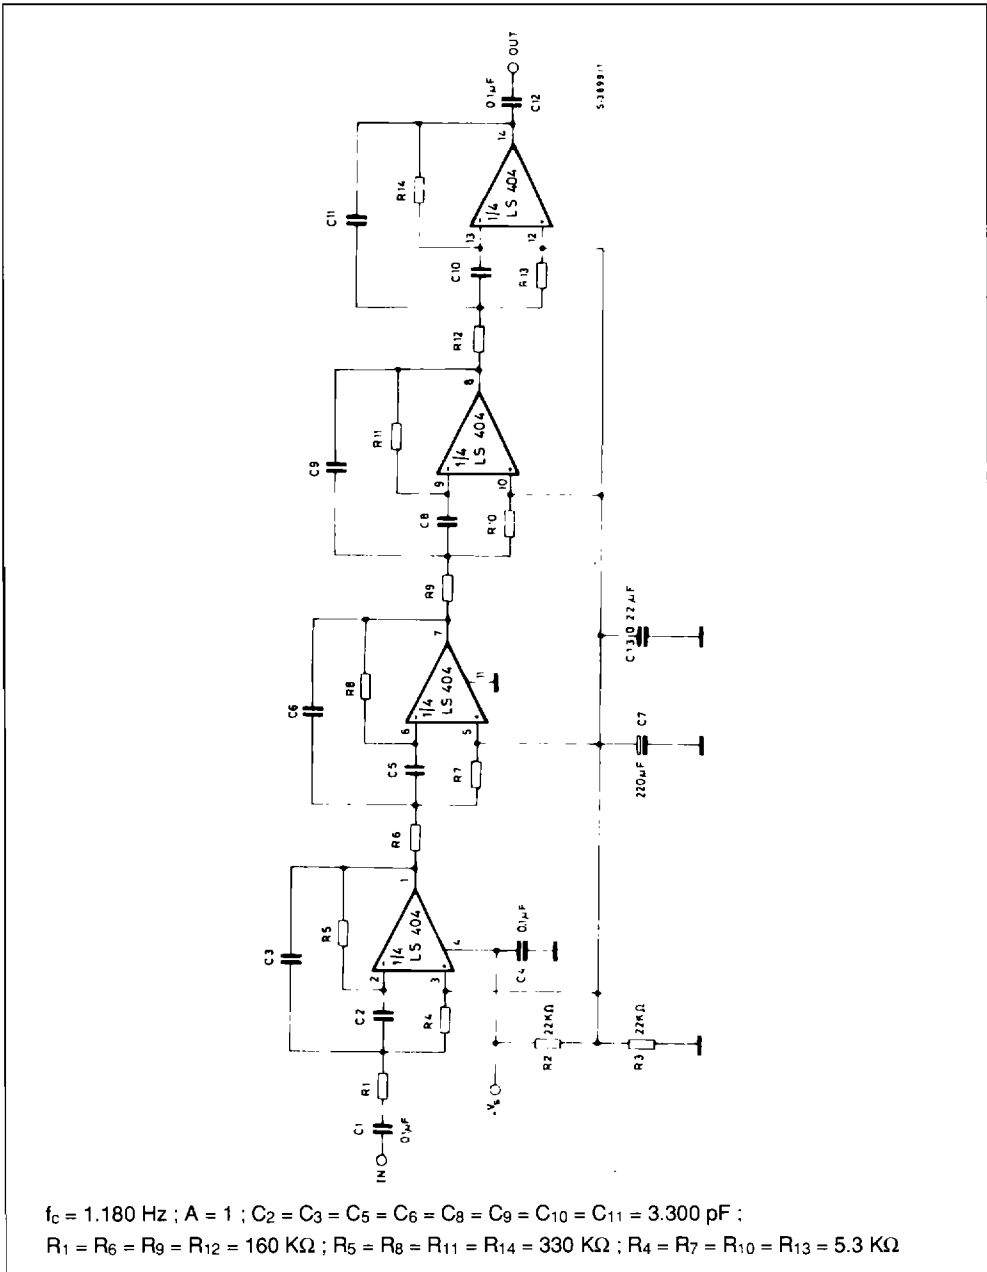 OUT
0.1µF
C12
S-3899/1
14
C11
R14
1/4
LS 404
13
12
C10
R13
R12
8
C9
R11
1/4
LS 404
9
10
C8
R10
R9
7
C6
R8
1/4
LS 404
11
6
5
C5
R7
R6
C13
0.22 µF
220µF
C7
1
C3
R5
1/4
LS 404
4
2
3
C2
R4
C4
0.1µF
R2
22KΩ
R3
22KΩ
R1
C1
0.1µF
IN
fc = 1.180 Hz ; A = 1 ; C2 = C3 = C5 = C6 = C8 = C9 = C10 = C11 = 3.300 pF ;
R1 = R6 = R9 = R12 = 160 KΩ ; R5 = R8 = R11 = R14 = 330 KΩ ; R4 = R7 = R10 = R13 = 5.3 KΩ